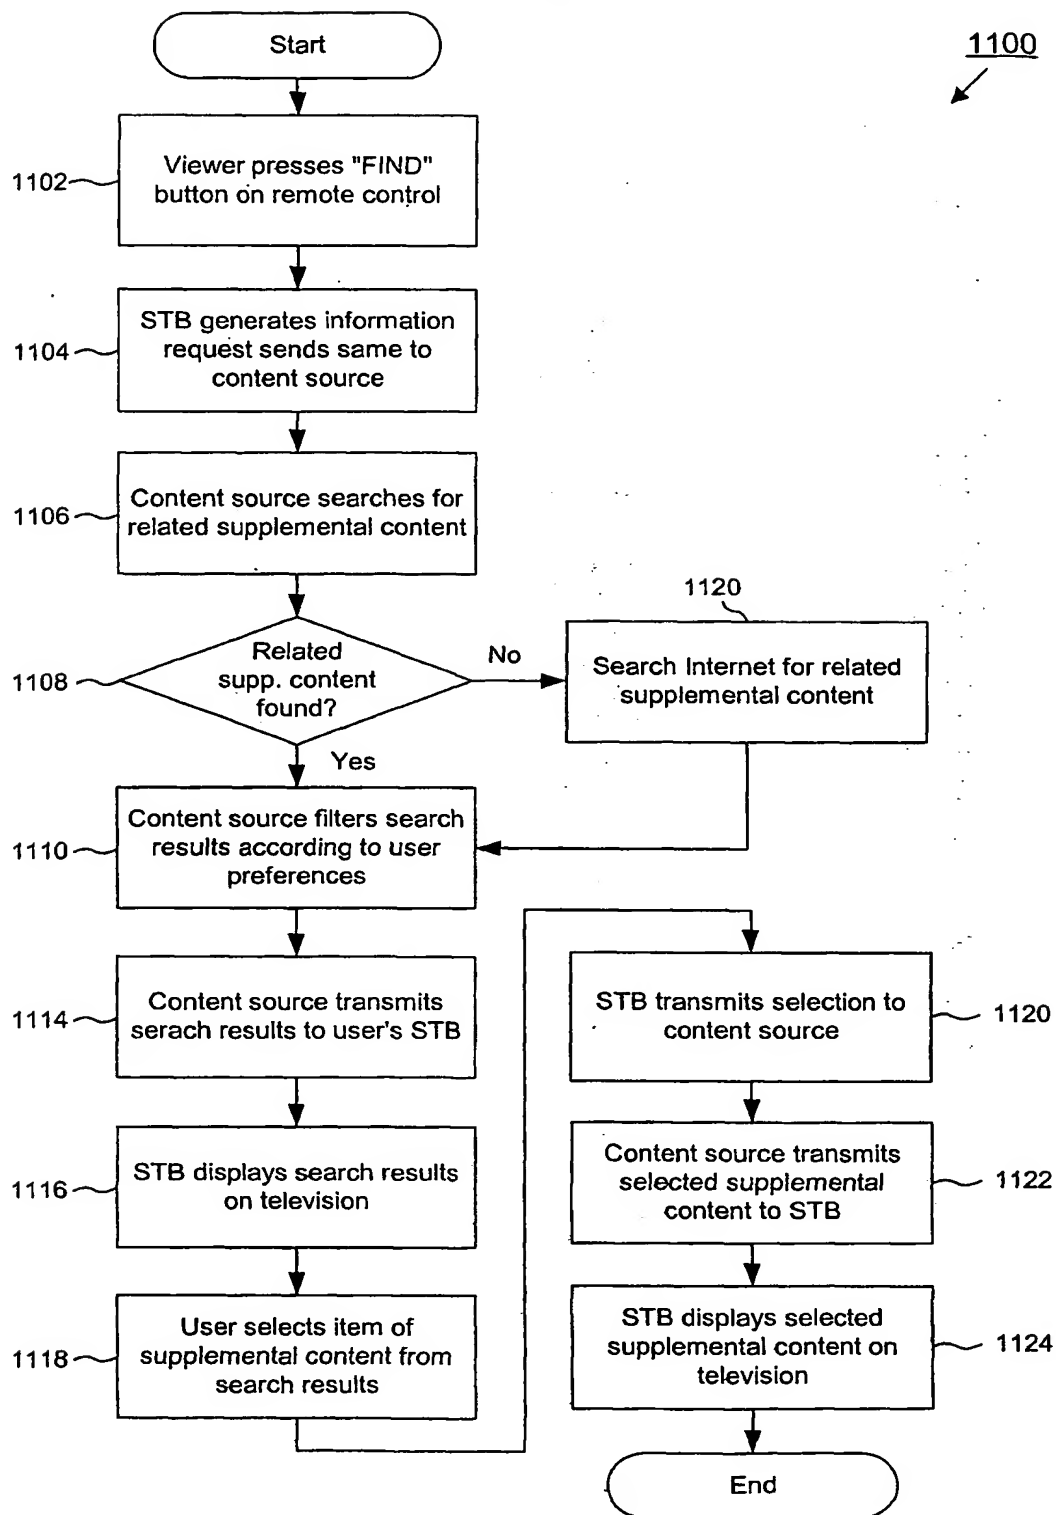 Start
1100
1102
Viewer presses "FIND"
button on remote control
1104
STB generates information
request sends same to
content source
1106
Content source searches for
related supplemental content
1108
Related
supp. content
found?
No
Yes
1120
Search Internet for related
supplemental content
1110
Content source filters search
results according to user
preferences
1114
Content source transmits
serach results to user's STB
1116
STB displays search results
on television
1118
User selects item of
supplemental content from
search results
STB transmits selection to
content source
1120
Content source transmits
selected supplemental
content to STB
1122
STB displays selected
supplemental content on
television
1124
End